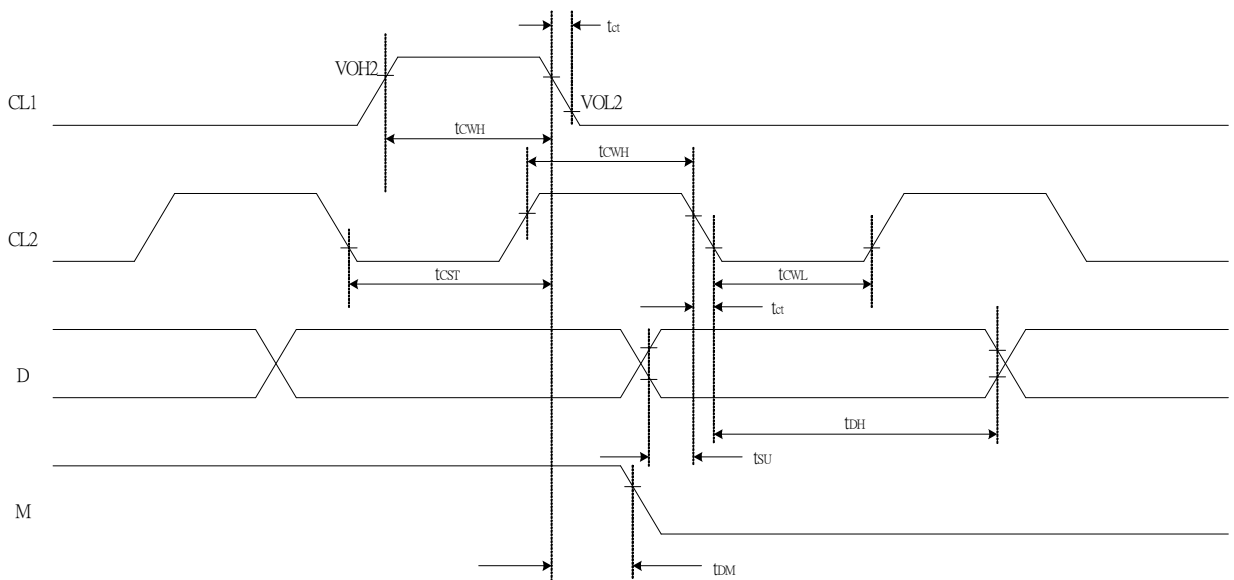 tct
VOH2
CL1
VOL2
tCWH
tCWH
CL2
tCST
tCWL
tct
D
tDH
tSU
M
tDM